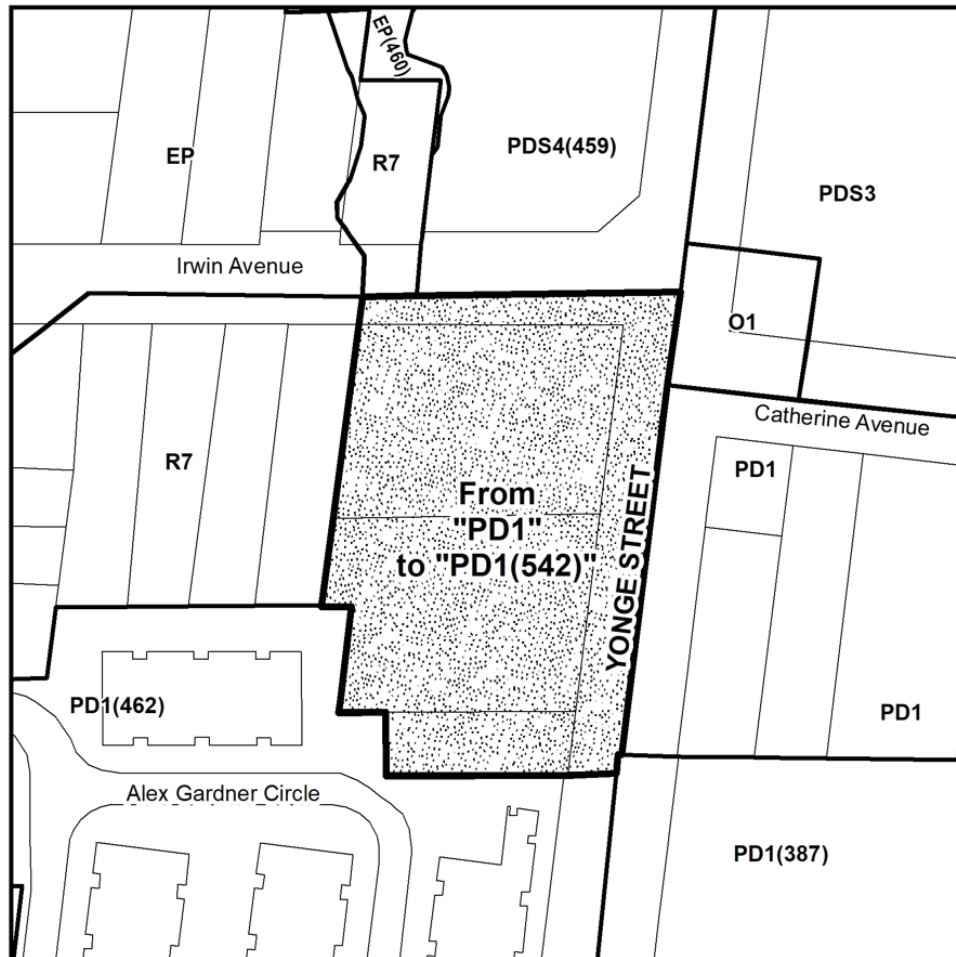 EP(460)
PDS4(459)
EP
R7
PDS3
Irwin Avenue
O1
Catherine Avenue
R7
PD1
From
"PD1"
to "PD1(542)"
YONGE STREET
PD1(462)
PD1
Alex Gardner Circle
PD1(387)